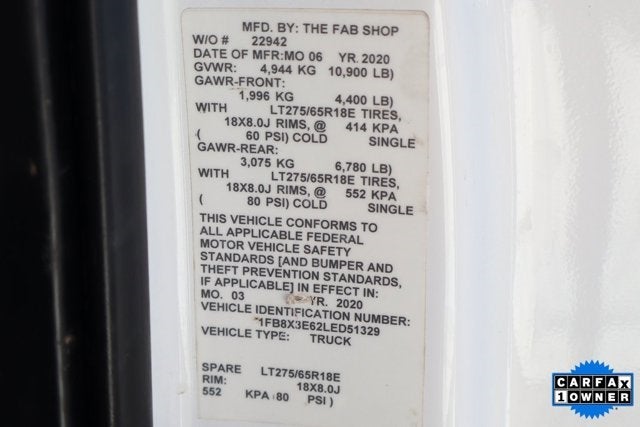 MFD. BY: THE FAB SHOP
W/O # 22942
DATE OF MFR:MO 06 YR. 2020
GVWR: 4,944 KG 10,900 LB)
GAWR-FRONT:
1,996 KG 4,400 LB)
WITH LT275/65R18E TIRES,
18X8.0J RIMS, @ 414 KPA
( 60 PSI) COLD SINGLE
GAWR-REAR:
3,075 KG 6,780 LB)
WITH LT275/65R18E TIRES,
18X8.0J RIMS, @ 552 KPA
( 80 PSI) COLD SINGLE
THIS VEHICLE CONFORMS TO
ALL APPLICABLE FEDERAL
MOTOR VEHICLE SAFETY
STANDARDS [AND BUMPER AND
THEFT PREVENTION STANDARDS,
IF APPLICABLE] IN EFFECT IN:
MO. 03 YR. 2020
VEHICLE IDENTIFICATION NUMBER:
*1FB8X3E62LED51329
VEHICLE TYPE: TRUCK
SPARE LT275/65R18E
RIM: 18X8.0J
552 KPA ( 80 PSI )
CARFAX
1 OWNER